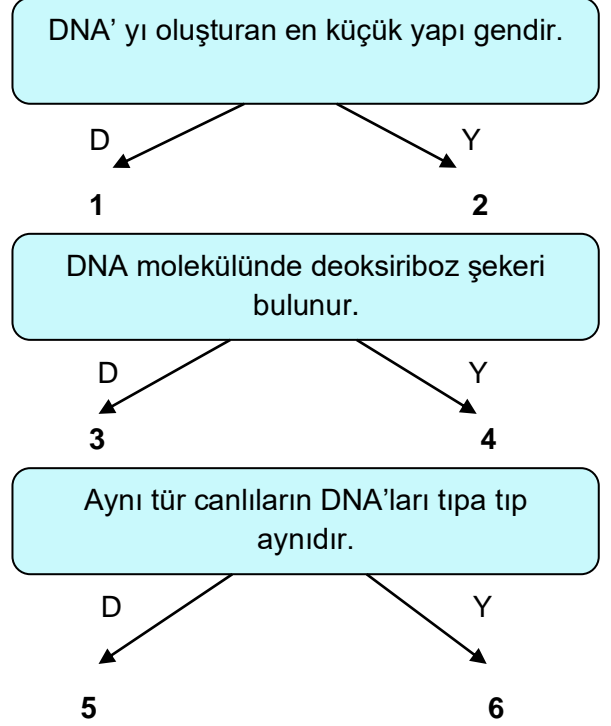 DNA’ yı oluşturan en küçük yapı gendir.
D Y
1 2
DNA molekülünde deoksiriboz şekeri
bulunur.
D Y
3 4
Aynı tür canlıların DNA’ları tıpa tıp
aynıdır.
D Y
5 6